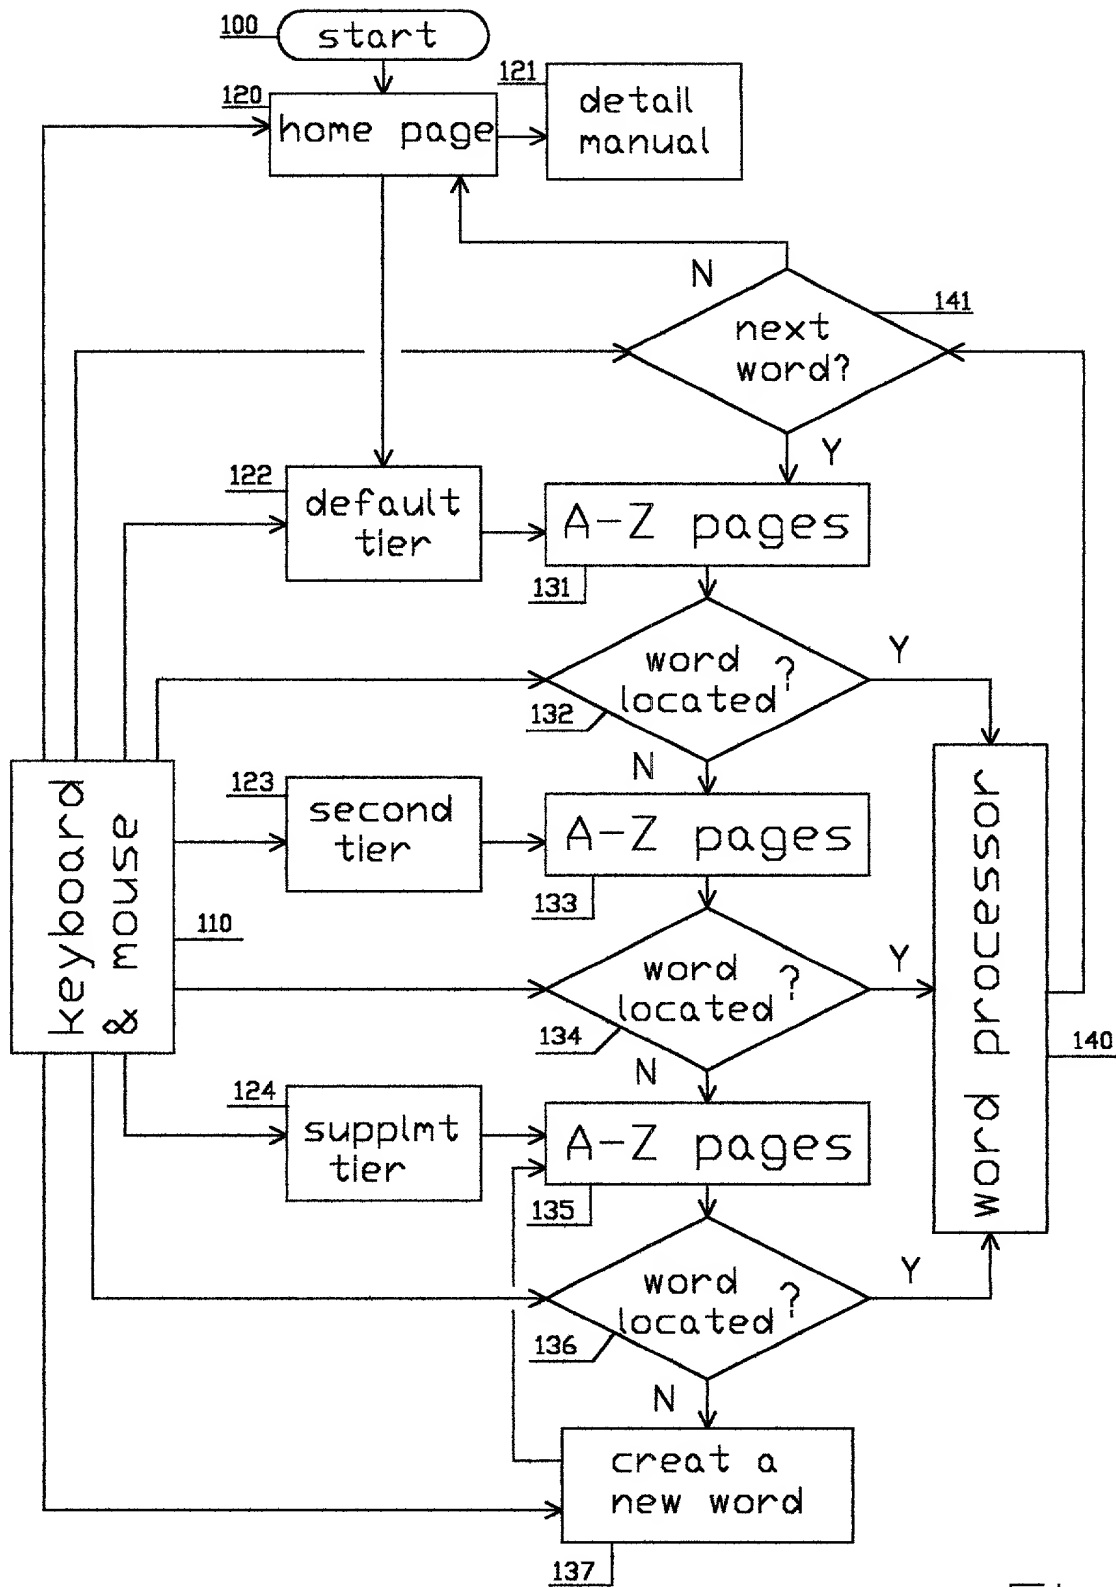 100
start
120
home page
121
detail
manual
N
141
next
word?
Y
122
default
tier
A-Z pages
131
word
located?
132
Y
N
123
second
tier
A-Z pages
133
keyboard
& mouse
110
word
located?
134
Y
N
word processor
140
124
supplmt
tier
A-Z pages
135
word
located?
136
Y
N
creat a
new word
137